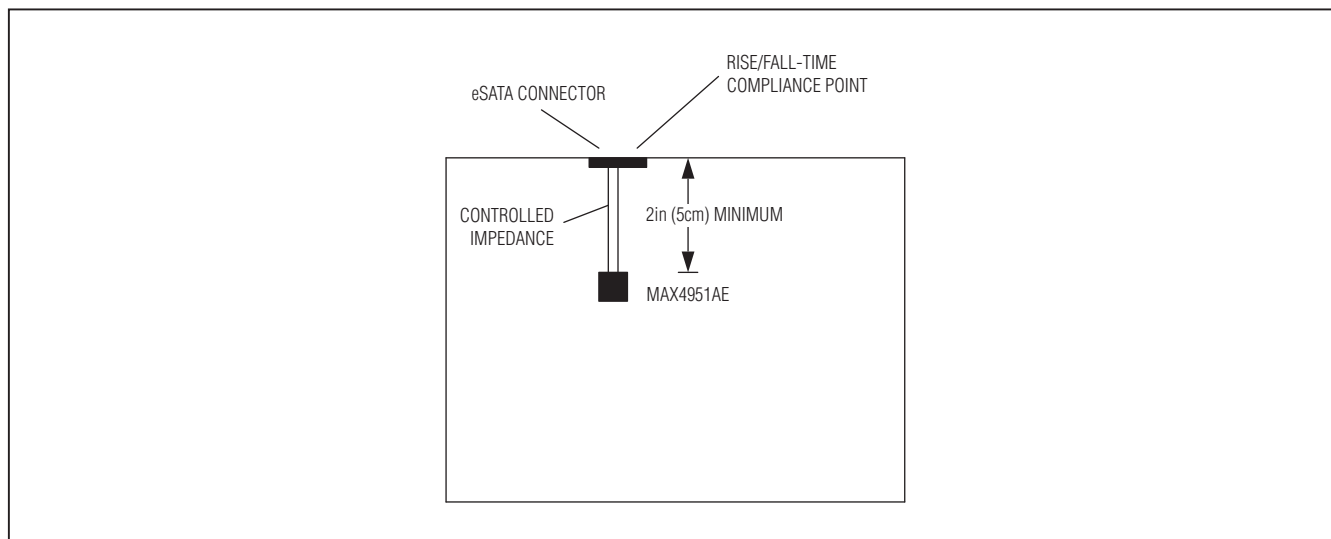 RISE/FALL-TIME
COMPLIANCE POINT
eSATA CONNECTOR
CONTROLLED
IMPEDANCE
2in (5cm) MINIMUM
MAX4951AE